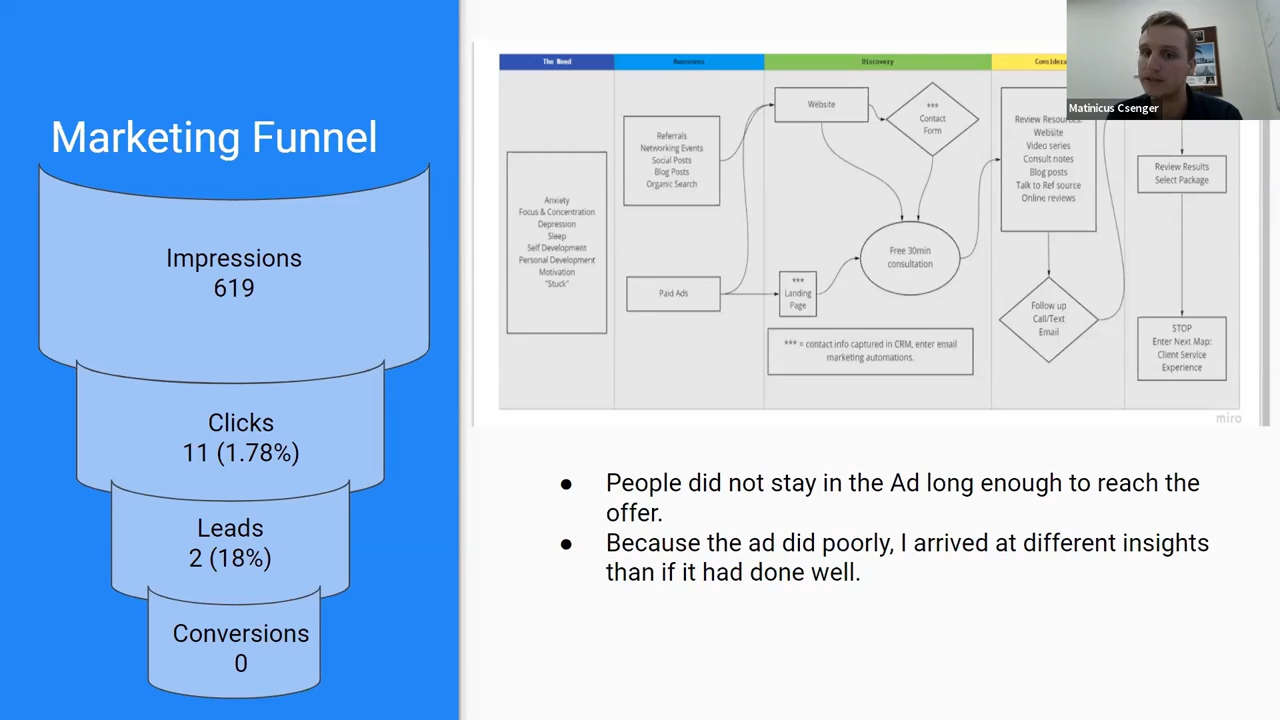 Marketing Funnel
Impressions
619
Clicks
11 (1.78%)
Leads
2 (18%)
Conversions
0
The Need
Awareness
Discovery
Anxiety
Focus & Concentration
Depression
Sleep
Self Development
Personal Development
Motivation
"Stuck"
Referrals
Networking Events
Social Posts
Blog Posts
Organic Search
Paid Ads
Website
***
Contact
Form
Free 30min
consultation
***
Landing
Page
*** = contact info captured in CRM, enter email
marketing automations.
Review Resources:
Website
Video series
Consult notes
Blog posts
Talk to Ref source
Online reviews
Follow up
Call/Text
Email
Review Results
Select Package
STOP
Enter Next Map:
Client Service
Experience
miro
Matinicus Csenger
● People did not stay in the Ad long enough to reach the
offer.
● Because the ad did poorly, I arrived at different insights
than if it had done well.